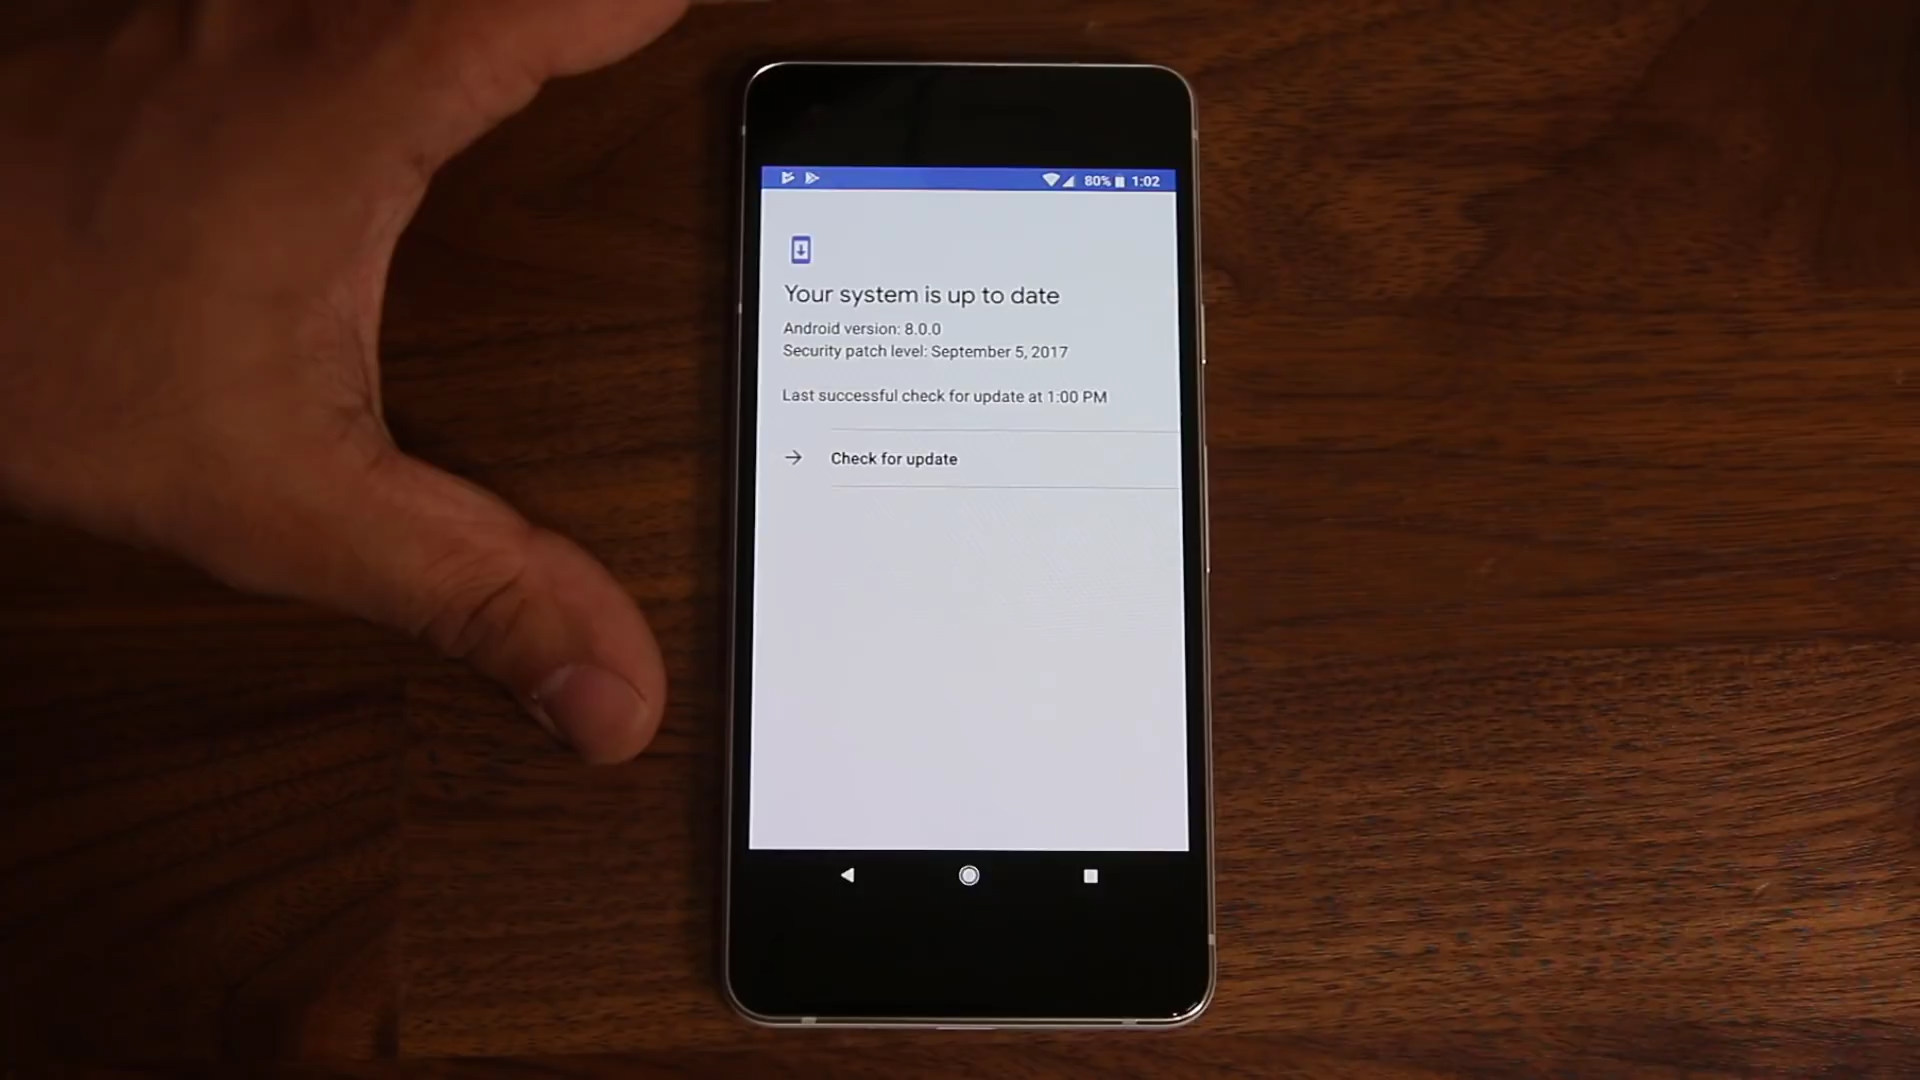 80% 1:02
Your system is up to date
Android version: 8.0.0
Security patch level: September 5, 2017
Last successful check for update at 1:00 PM
Check for update